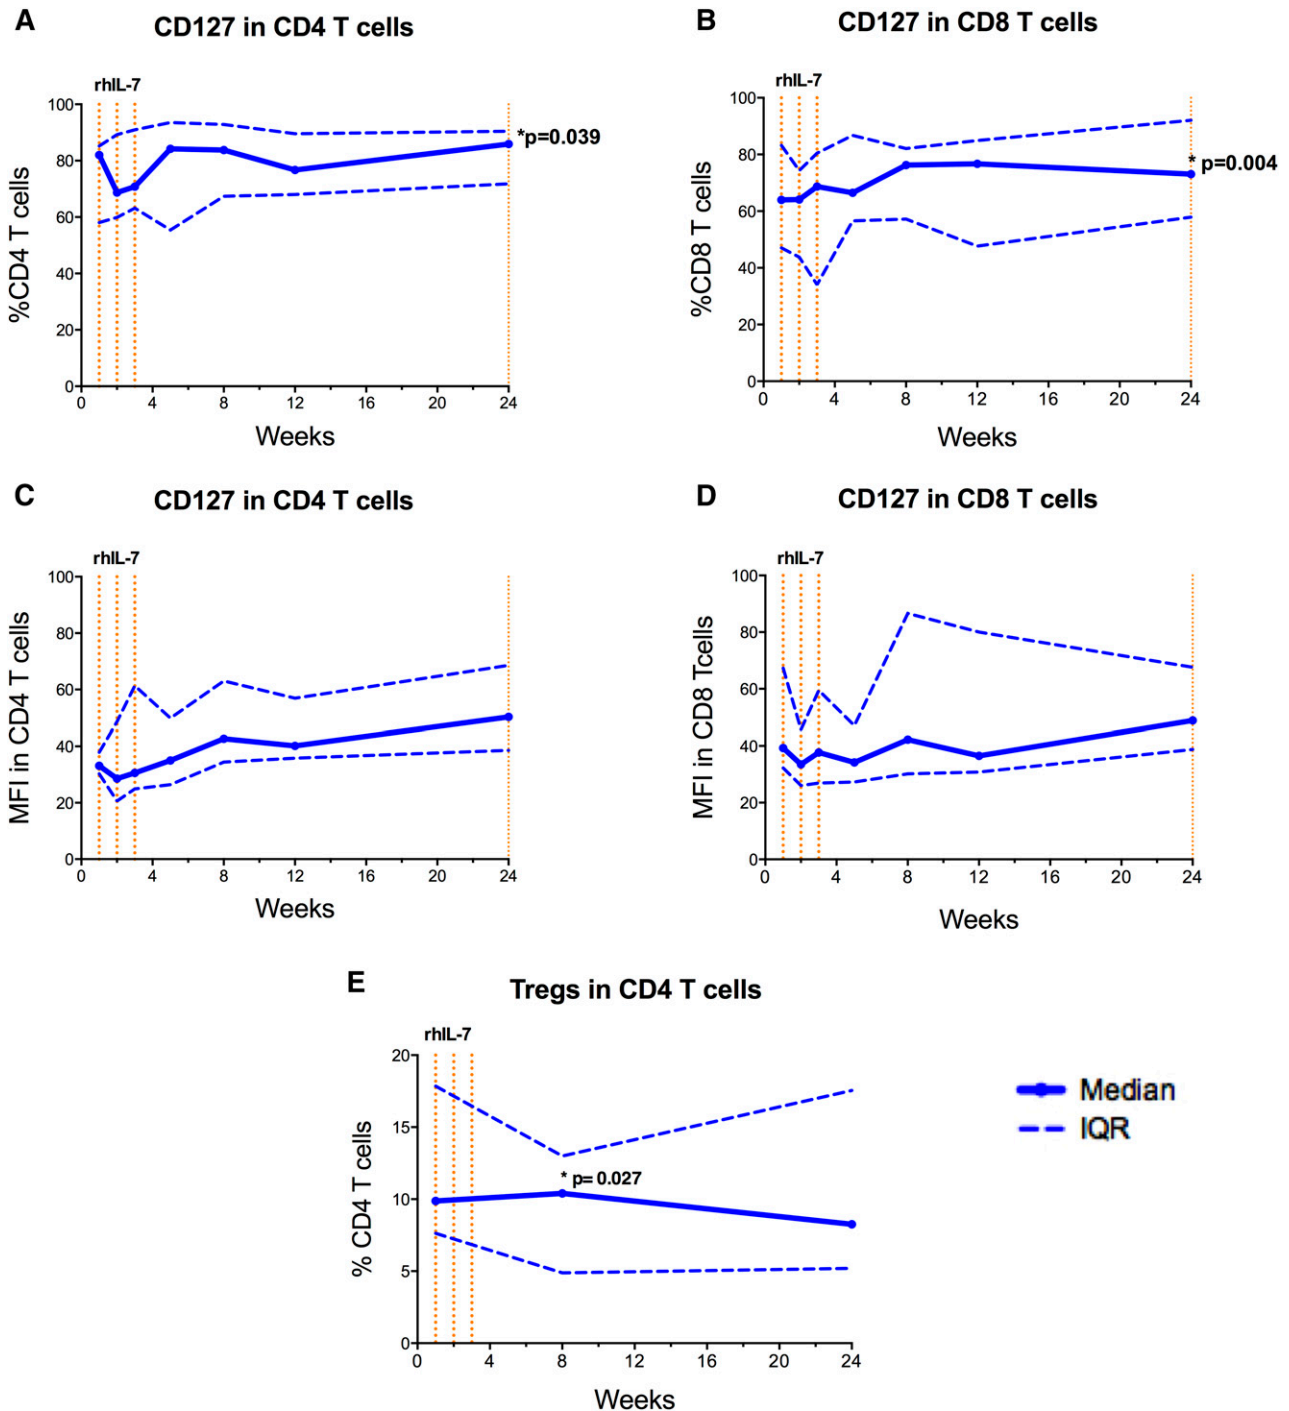 A
CD127 in CD4 T cells
rhIL-7
100
80
60
40
20
0
%CD4 T cells
*p=0.039
0 4 8 12 16 20 24
Weeks
B
CD127 in CD8 T cells
rhIL-7
100
80
60
40
20
0
%CD8 T cells
* p=0.004
0 4 8 12 16 20 24
Weeks
C
CD127 in CD4 T cells
rhIL-7
100
80
60
40
20
0
MFI in CD4 T cells
0 4 8 12 16 20 24
Weeks
D
CD127 in CD8 T cells
rhIL-7
100
80
60
40
20
0
MFI in CD8 Tcells
0 4 8 12 16 20 24
Weeks
E
Tregs in CD4 T cells
rhIL-7
20
15
10
5
0
% CD4 T cells
* p= 0.027
0 4 8 12 16 20 24
Weeks
Median
IQR